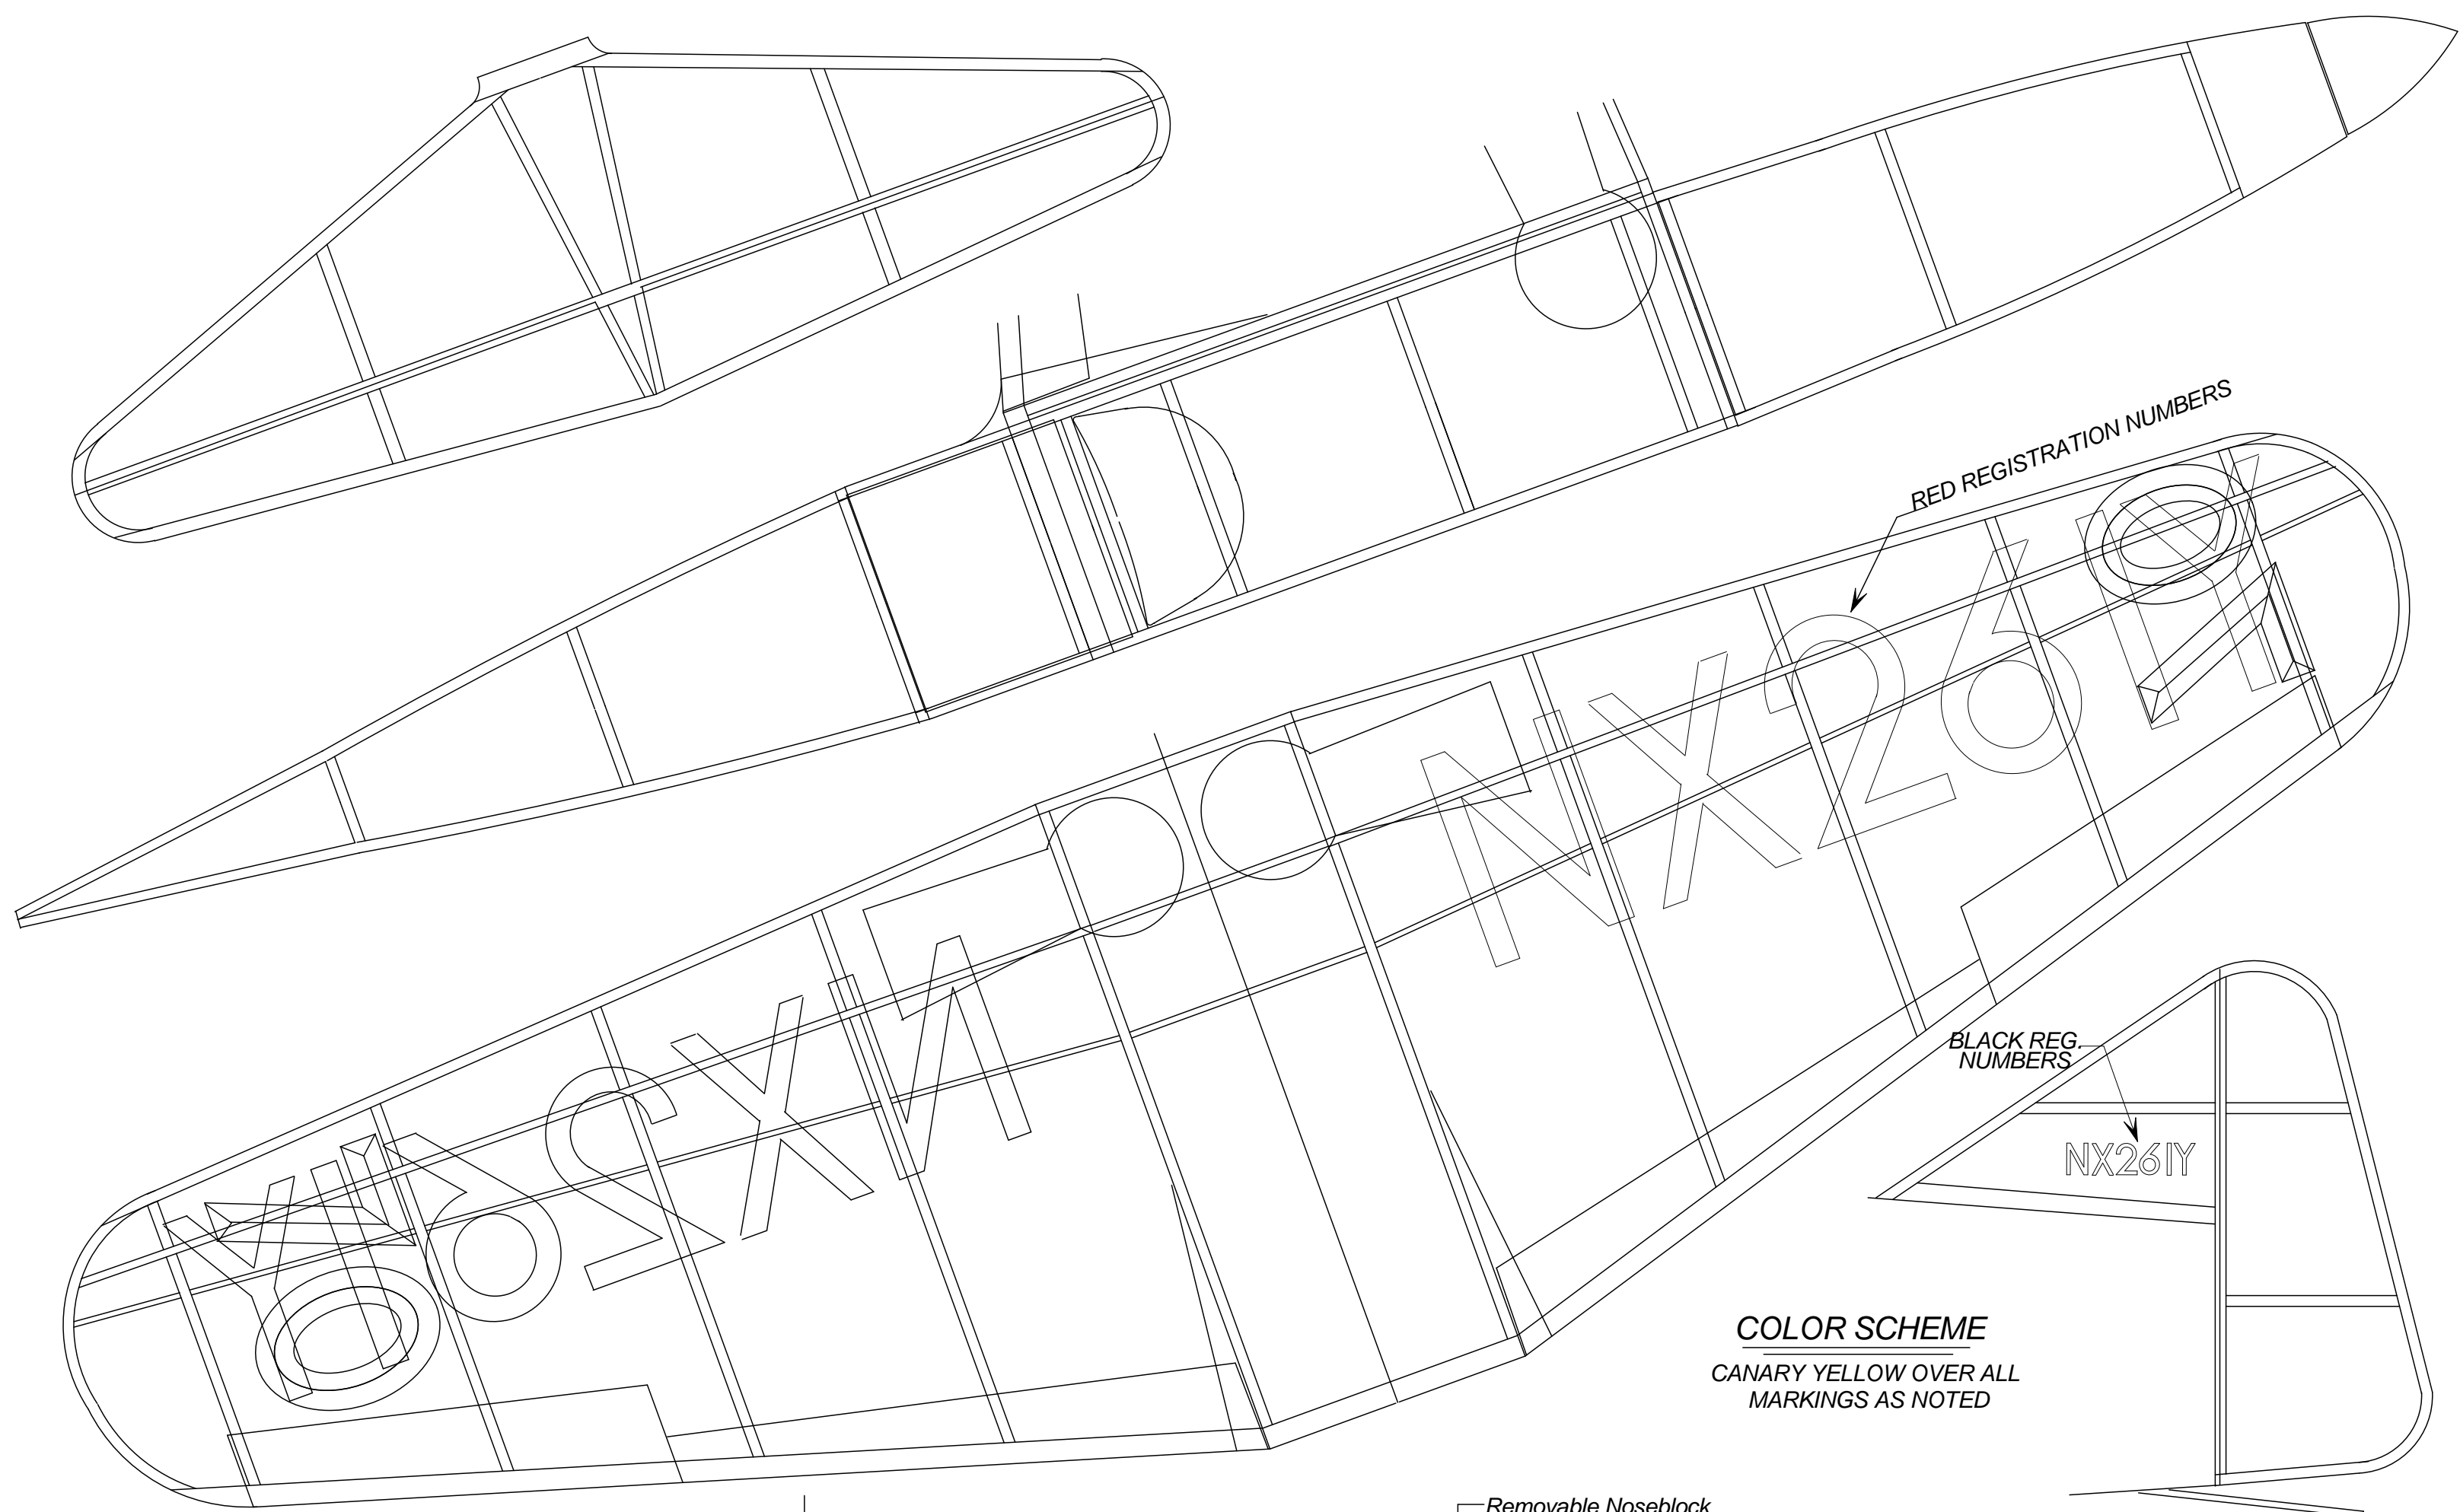 RED REGISTRATION NUMBERS
NX26IY
NX26IY
BLACK REG.
NUMBERS
NX26IY
COLOR SCHEME
CANARY YELLOW OVER ALL
MARKINGS AS NOTED
Removable Noseblock